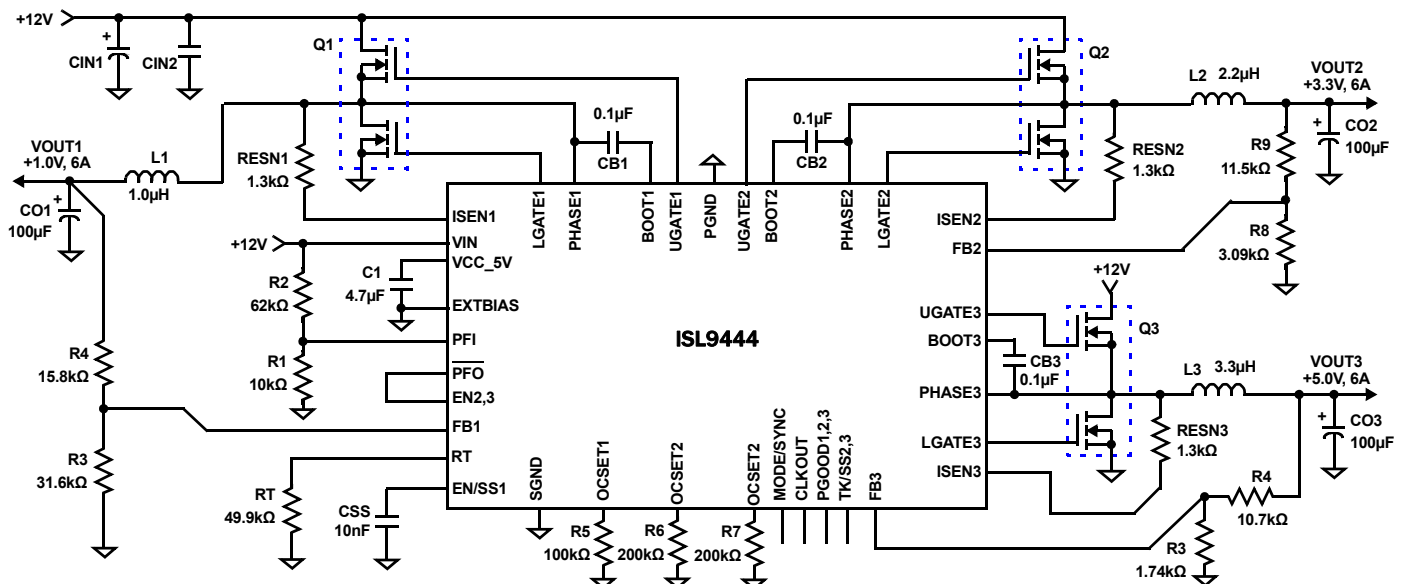 +12V
Q1
Q2
CIN1
+
CIN2
L2
2.2µH
VOUT2
+3.3V, 6A
0.1µF
CB1
0.1µF
CB2
VOUT1
+1.0V, 6A
L1
1.0µH
RESN1
1.3kΩ
RESN2
1.3kΩ
R9
11.5kΩ
+
CO2
100µF
+
CO1
100µF
LGATE1
PHASE1
BOOT1
UGATE1
PGND
UGATE2
BOOT2
PHASE2
LGATE2
ISEN1
ISEN2
+12V
VIN
FB2
R8
3.09kΩ
VCC_5V
C1
4.7µF
R2
62kΩ
EXTBIAS
+12V
UGATE3
Q3
PFI
ISL9444
BOOT3
R4
15.8kΩ
R1
10kΩ
CB3
0.1µF
L3
3.3µH
VOUT3
+5.0V, 6A
PFO
EN2,3
PHASE3
FB1
RESN3
1.3kΩ
+
CO3
100µF
LGATE3
R3
31.6kΩ
RT
ISEN3
RT
49.9kΩ
EN/SS1
CSS
10nF
SGND
OCSET1
OCSET2
OCSET2
MODE/SYNC
CLKOUT
PGOOD1,2,3
TK/SS2,3
FB3
R4
10.7kΩ
R5
100kΩ
R6
200kΩ
R7
200kΩ
R3
1.74kΩ